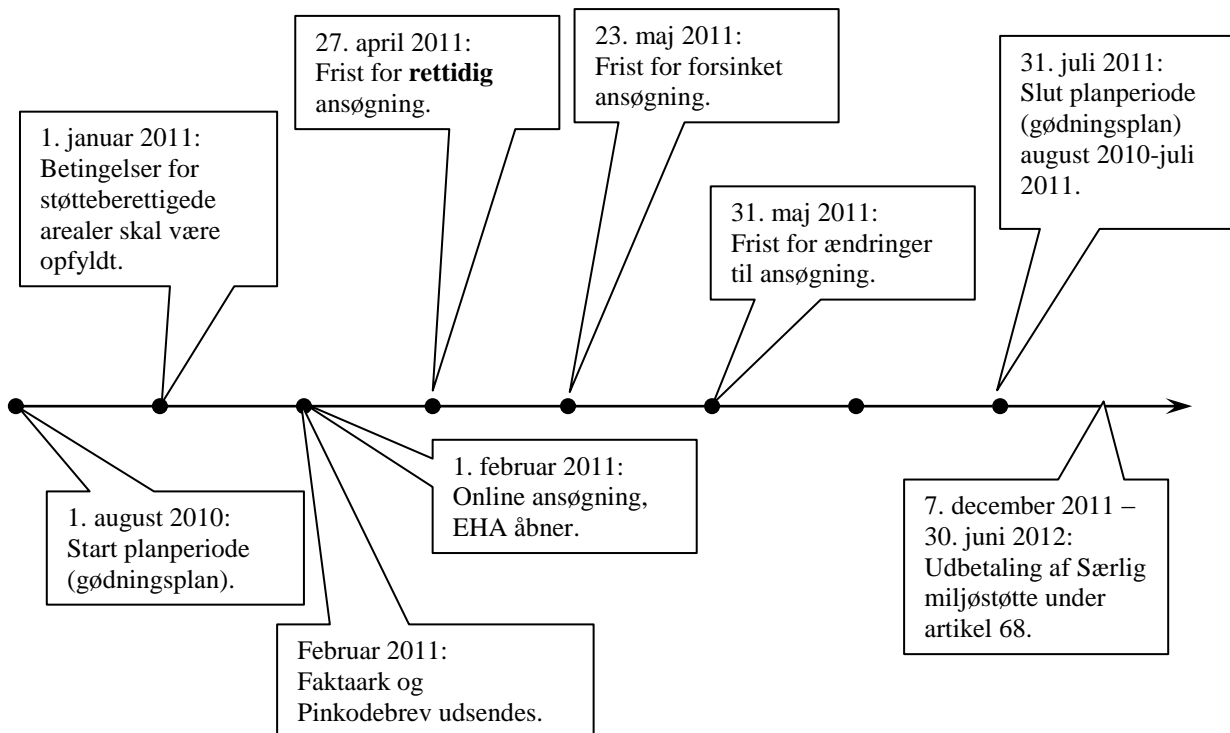 27. april 2011:
Frist for rettidig
ansøgning.
23. maj 2011:
Frist for forsinket
ansøgning.
31. juli 2011:
Slut planperiode
(gødningsplan)
august 2010-juli
2011.
1. januar 2011:
Betingelser for
støtteberettigede
arealer skal være
opfyldt.
31. maj 2011:
Frist for ændringer
til ansøgning.
1. februar 2011:
Online ansøgning,
EHA åbner.
1. august 2010:
Start planperiode
(gødningsplan).
7. december 2011 –
30. juni 2012:
Udbetaling af Særlig
miljøstøtte under
artikel 68.
Februar 2011:
Faktaark og
Pinkodebrev udsendes.